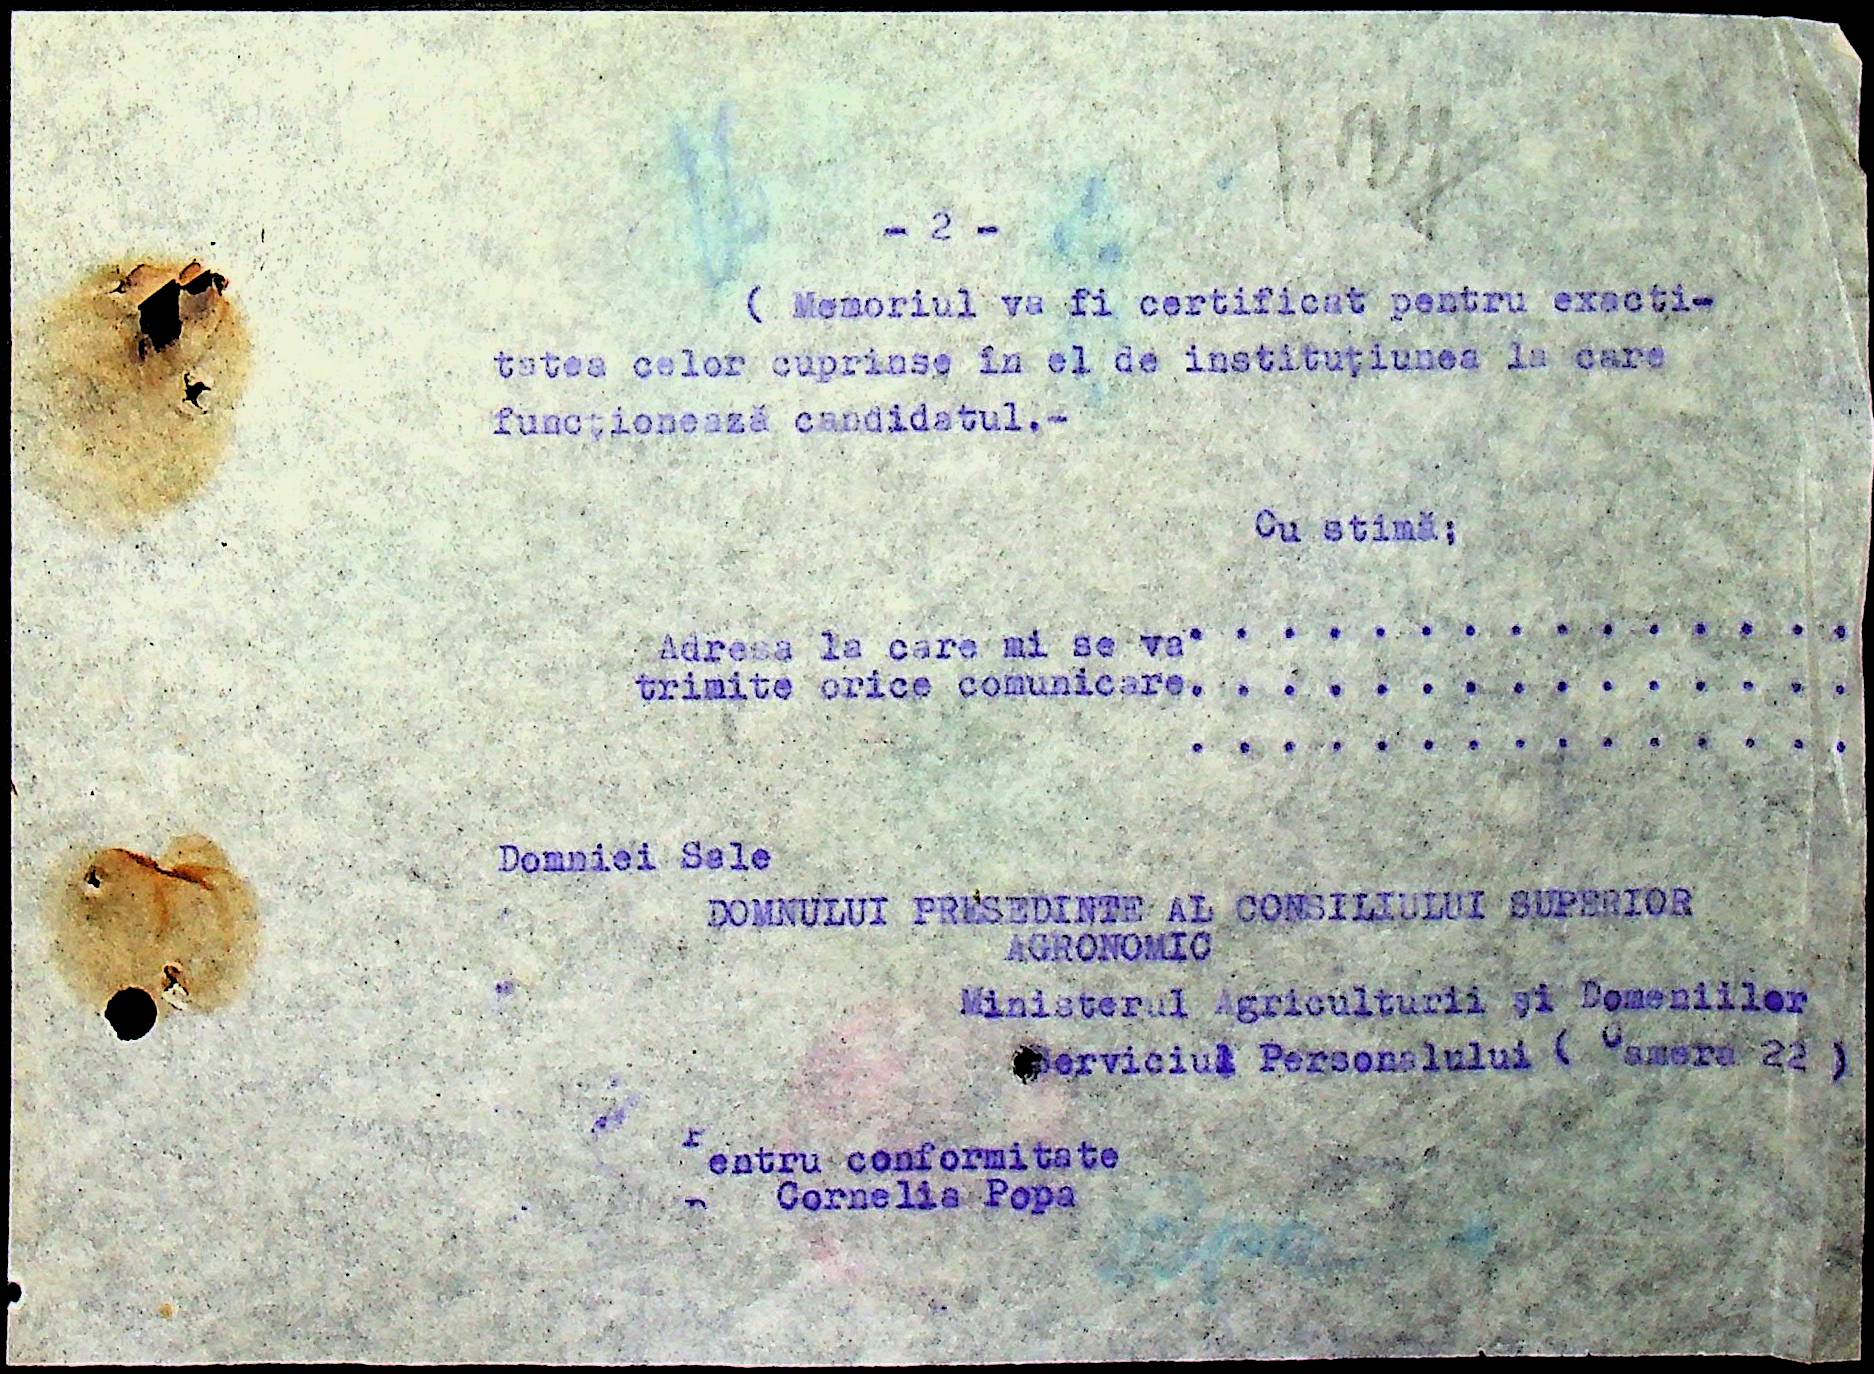 - 2 -
( Memoriul va fi certificat pentru exacti-
tatea celor cuprinse în el de instituțiunea la care
funcționează candidatul.-
Cu stimă;
Adresa la care mi se va. . . . . . . . . . . . . . .
trimite orice comunicare. . . . . . . . . . . . . . .
. . . . . . . . . . . . . . .
Domniei Sale
DOMNULUI PRESEDINTE AL CONSILIULUI SUPERIOR
AGRONOMIC
Ministerul Agriculturii și Domeniilor
Serviciul Personalului ( Camera 22 )
Pentru conformitate
Cornelia Popa